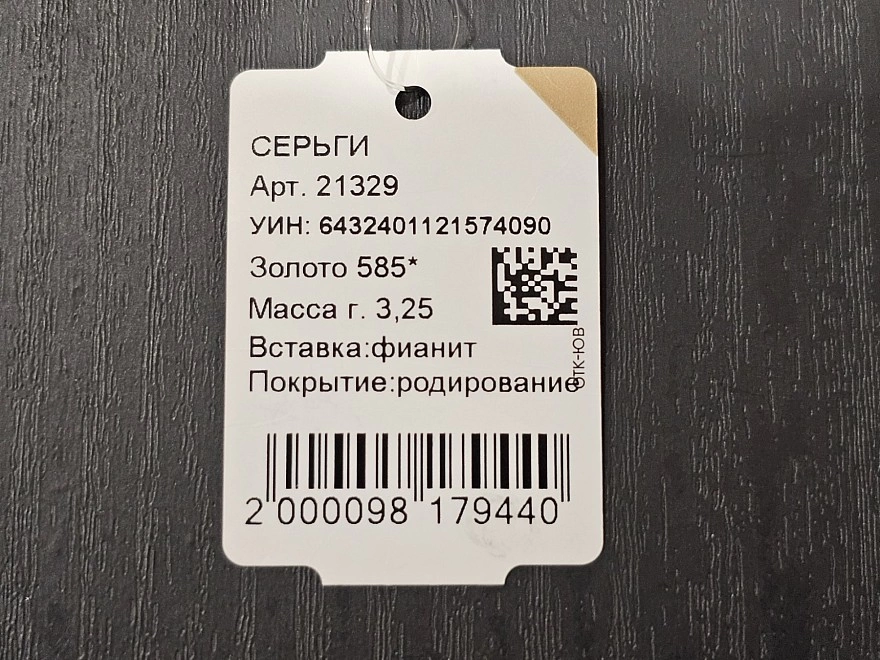 СЕРЬГИ
Арт. 21329
УИН: 6432401121574090
Золото 585*
Масса г. 3,25
Вставка:фианит
Покрытие:родирование
ОТК-ЮВ
2 000098 179440